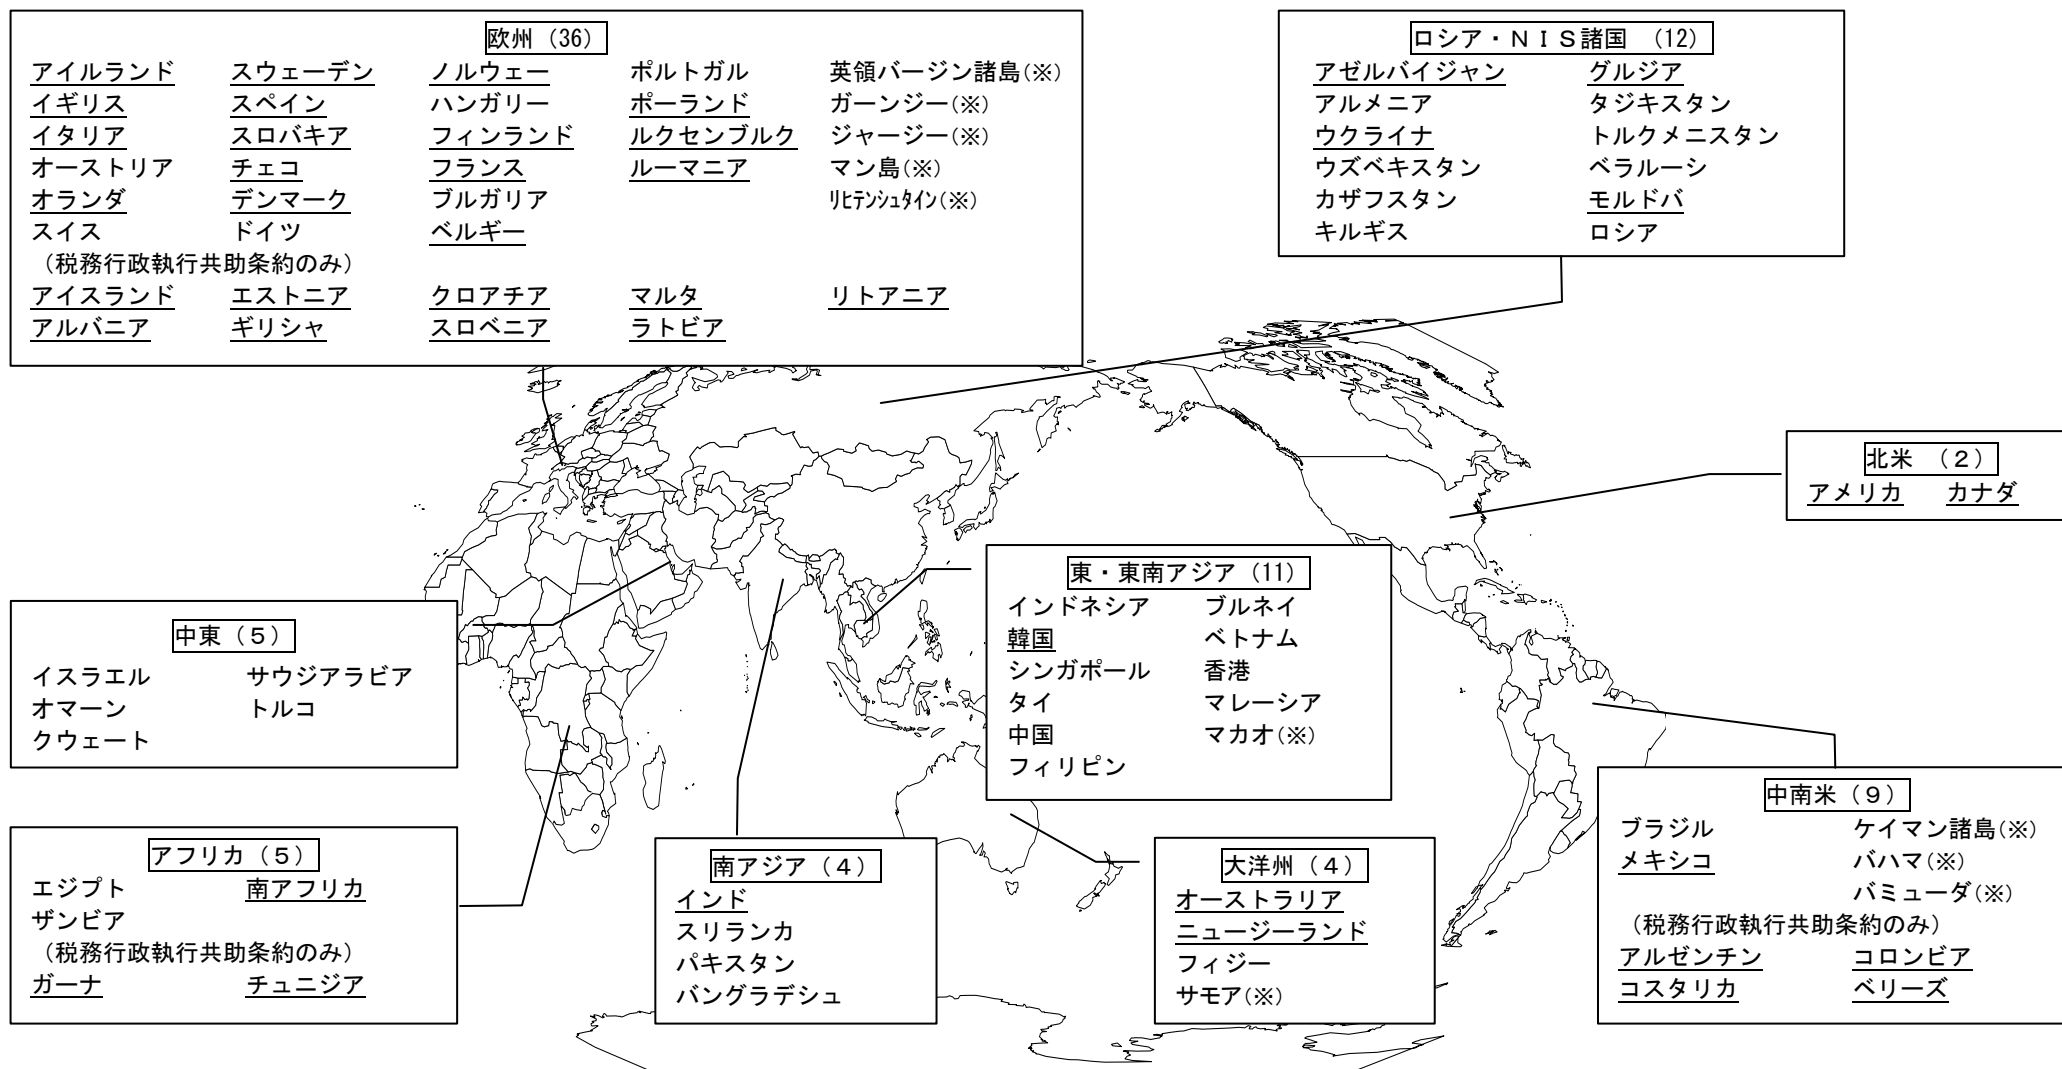 欧州（36）
アイルランド　スウェーデン　ノルウェー　ポルトガル　英領バージン諸島(※)
イギリス　スペイン　ハンガリー　ポーランド　ガーンジー(※)
イタリア　スロバキア　フィンランド　ルクセンブルク　ジャージー(※)
オーストリア　チェコ　フランス　ルーマニア　マン島(※)
オランダ　デンマーク　ブルガリア　ﾘﾋﾃﾝｼｭﾀｲﾝ(※)
スイス　ドイツ　ベルギー
（税務行政執行共助条約のみ）
アイスランド　エストニア　クロアチア　マルタ　リトアニア
アルバニア　ギリシャ　スロベニア　ラトビア
ロシア・ＮＩＳ諸国　（12）
アゼルバイジャン　グルジア
アルメニア　タジキスタン
ウクライナ　トルクメニスタン
ウズベキスタン　ベラルーシ
カザフスタン　モルドバ
キルギス　ロシア
北米　（２）
アメリカ　カナダ
東・東南アジア（11）
インドネシア　ブルネイ
韓国　ベトナム
シンガポール　香港
タイ　マレーシア
中国　マカオ(※)
フィリピン
中東（５）
イスラエル　サウジアラビア
オマーン　トルコ
クウェート
アフリカ（５）
エジプト　南アフリカ
ザンビア
（税務行政執行共助条約のみ）
ガーナ　チュニジア
南アジア（４）
インド
スリランカ
パキスタン
バングラデシュ
大洋州（４）
オーストラリア
ニュージーランド
フィジー
サモア(※)
中南米（９）
ブラジル　ケイマン諸島(※)
メキシコ　バハマ(※)
バミューダ(※)
（税務行政執行共助条約のみ）
アルゼンチン　コロンビア
コスタリカ　ベリーズ